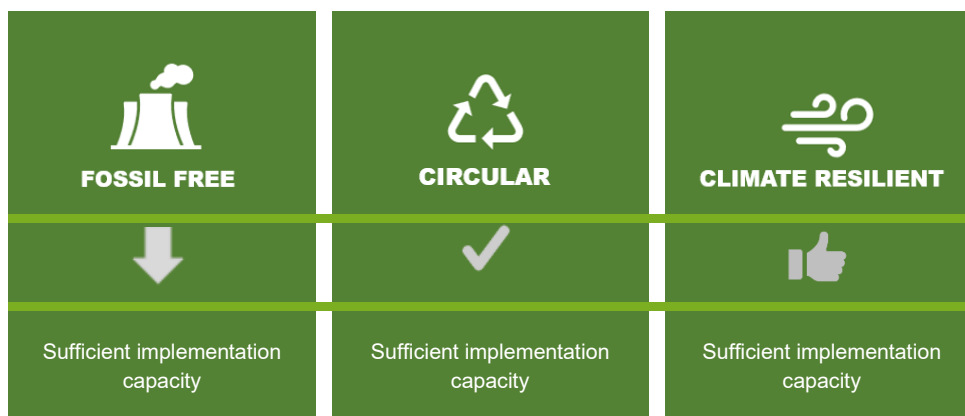 FOSSIL FREE
CIRCULAR
CLIMATE RESILIENT
Sufficient implementation
capacity
Sufficient implementation
capacity
Sufficient implementation
capacity